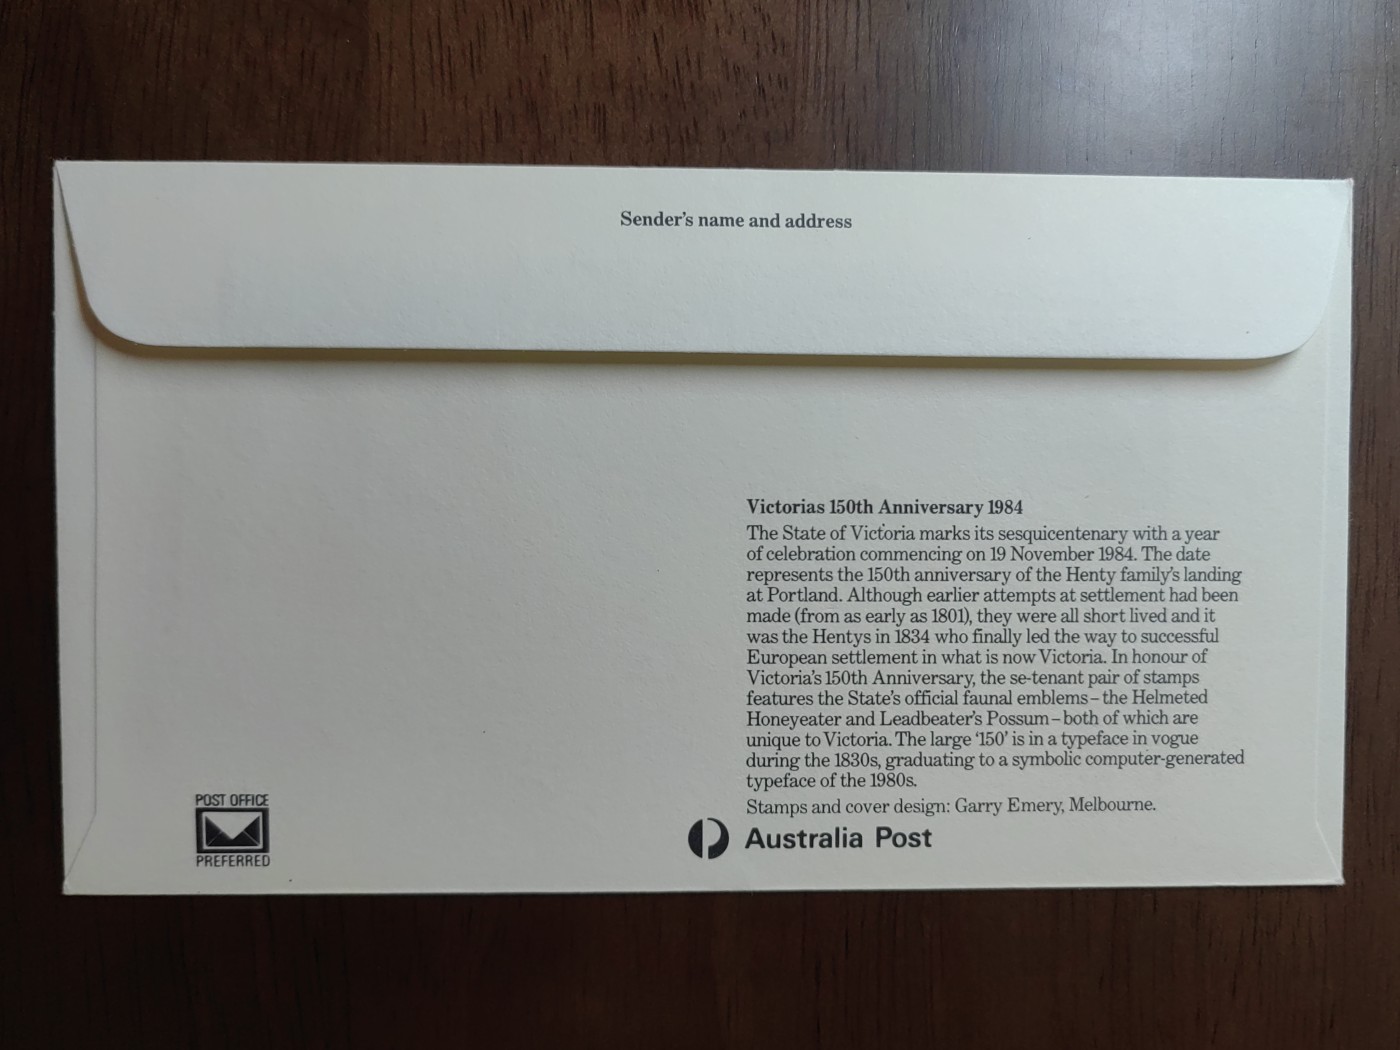 Sender's name and address
Victorias 150th Anniversary 1984
The State of Victoria marks its sesquicentenary with a year
of celebration commencing on 19 November 1984. The date
represents the 150th anniversary of the Henty family's landing
at Portland. Although earlier attempts at settlement had been
made (from as early as 1801), they were all short lived and it
was the Hentys in 1834 who finally led the way to successful
European settlement in what is now Victoria. In honour of
Victoria's 150th Anniversary, the se-tenant pair of stamps
features the State's official faunal emblems – the Helmeted
Honeyeater and Leadbeater's Possum – both of which are
unique to Victoria. The large ‘150’ is in a typeface in vogue
during the 1830s, graduating to a symbolic computer-generated
typeface of the 1980s.
Stamps and cover design: Garry Emery, Melbourne.
Australia Post
POST OFFICE
PREFERRED